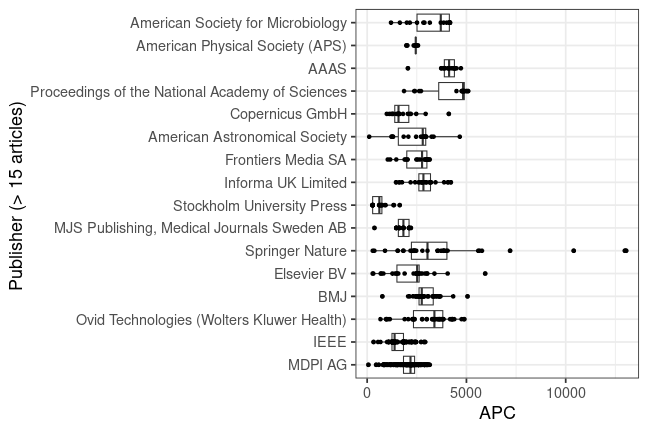 American Society for Microbiology
American Physical Society (APS)
AAAS
Proceedings of the National Academy of Sciences
Copernicus GmbH
American Astronomical Society
Frontiers Media SA
Informa UK Limited
Stockholm University Press
MJS Publishing, Medical Journals Sweden AB
Springer Nature
Elsevier BV
BMJ
Ovid Technologies (Wolters Kluwer Health)
IEEE
MDPI AG
Publisher (> 15 articles)
0 5000 10000
APC